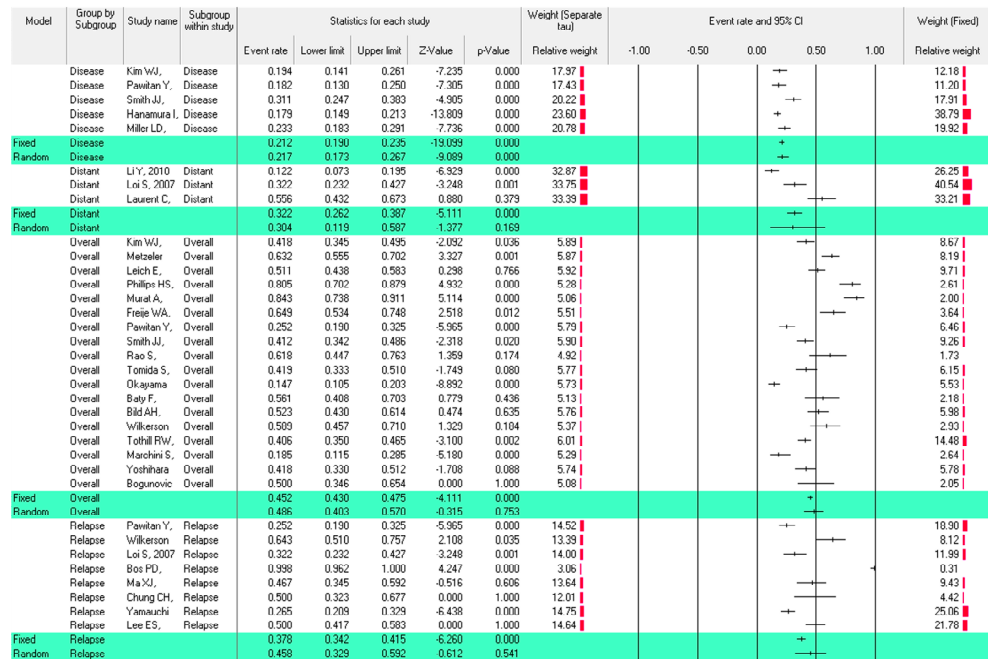 Model Group by Subgroup Study name Subgroup within study Statistics for each study Weight (Separate tau) Event rate and 95% CI Weight (Fixed)
Event rate Lower limit Upper limit Z-Value p-Value Relative weight -1.00 -0.50 0.00 0.50 1.00 Relative weight
Disease Kim WJ, Disease 0.194 0.141 0.261 -7.235 0.000 17.97 12.18
Disease Pawitan Y, Disease 0.182 0.130 0.250 -7.305 0.000 17.43 11.20
Disease Smith JJ, Disease 0.311 0.247 0.383 -4.905 0.000 20.22 17.91
Disease Hanamura I, Disease 0.179 0.149 0.213 -13.809 0.000 23.60 38.79
Disease Miller LD, Disease 0.233 0.183 0.291 -7.736 0.000 20.78 19.92
Fixed Disease 0.212 0.190 0.235 -19.099 0.000
Random Disease 0.217 0.173 0.267 -9.089 0.000
Distant Li Y, 2010 Distant 0.122 0.073 0.195 -6.929 0.000 32.87 26.25
Distant Loi S, 2007 Distant 0.322 0.232 0.427 -3.248 0.001 33.75 40.54
Distant Laurent C, Distant 0.556 0.432 0.673 0.880 0.379 33.39 33.21
Fixed Distant 0.322 0.262 0.387 -5.111 0.000
Random Distant 0.304 0.119 0.587 -1.377 0.169
Overall Kim WJ, Overall 0.418 0.345 0.495 -2.092 0.036 5.89 8.67
Overall Metzeler Overall 0.632 0.555 0.702 3.327 0.001 5.87 8.19
Overall Leich E, Overall 0.511 0.438 0.583 0.298 0.766 5.92 9.71
Overall Phillips HS, Overall 0.805 0.702 0.879 4.932 0.000 5.28 2.61
Overall Murat A, Overall 0.843 0.738 0.911 5.114 0.000 5.06 2.00
Overall Freije WA. Overall 0.649 0.534 0.748 2.518 0.012 5.51 3.64
Overall Pawitan Y, Overall 0.252 0.190 0.325 -5.965 0.000 5.79 6.46
Overall Smith JJ, Overall 0.412 0.342 0.486 -2.318 0.020 5.90 9.26
Overall Rao S, Overall 0.618 0.447 0.763 1.359 0.174 4.92 1.73
Overall Tomida S, Overall 0.419 0.333 0.510 -1.749 0.080 5.77 6.15
Overall Okayama Overall 0.147 0.105 0.203 -8.892 0.000 5.73 5.53
Overall Baty F, Overall 0.561 0.408 0.703 0.779 0.436 5.13 2.18
Overall Bild AH, Overall 0.523 0.430 0.614 0.474 0.635 5.76 5.98
Overall Wilkerson Overall 0.589 0.457 0.710 1.329 0.184 5.37 2.93
Overall Tothill RW, Overall 0.406 0.350 0.465 -3.100 0.002 6.01 14.48
Overall Marchini S, Overall 0.185 0.115 0.285 -5.180 0.000 5.29 2.64
Overall Yoshihara Overall 0.418 0.330 0.512 -1.708 0.088 5.74 5.78
Overall Bogunovic Overall 0.500 0.346 0.654 0.000 1.000 5.08 2.05
Fixed Overall 0.452 0.430 0.475 -4.111 0.000
Random Overall 0.486 0.403 0.570 -0.315 0.753
Relapse Pawitan Y, Relapse 0.252 0.190 0.325 -5.965 0.000 14.52 18.90
Relapse Wilkerson Relapse 0.643 0.510 0.757 2.108 0.035 13.39 8.12
Relapse Loi S, 2007 Relapse 0.322 0.232 0.427 -3.248 0.001 14.00 11.99
Relapse Bos PD, Relapse 0.998 0.962 1.000 4.247 0.000 3.06 0.31
Relapse Ma XJ, Relapse 0.467 0.345 0.592 -0.516 0.606 13.64 9.43
Relapse Chung CH, Relapse 0.500 0.323 0.677 0.000 1.000 12.01 4.42
Relapse Yamauchi Relapse 0.265 0.209 0.329 -6.438 0.000 14.75 25.06
Relapse Lee ES, Relapse 0.500 0.417 0.583 0.000 1.000 14.64 21.78
Fixed Relapse 0.378 0.342 0.415 -6.260 0.000
Random Relapse 0.458 0.329 0.592 -0.612 0.541